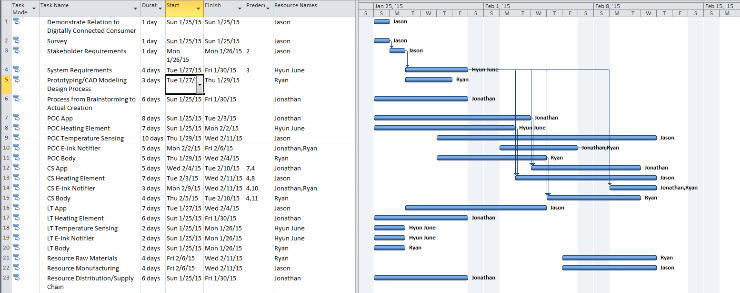 Task Mode Task Name Durat Start Finish Predec Resource Names
Jan 25, '15 Feb 1, '15 Feb 8, '15 Feb 15, '15
S M T W T F S S M T W T F S S M T W T F S S M T
1 Demonstrate Relation to Digitally Connected Consumer 1 day Sun 1/25/15 Sun 1/25/15 Jason
2 Survey 1 day Sun 1/25/15 Sun 1/25/15 Jason
3 Stakeholder Requirements 1 day Mon 1/26/15 Mon 1/26/15 2 Jason
4 System Requirements 4 days Tue 1/27/15 Fri 1/30/15 3 Hyun June
5 Prototyping/CAD Modeling Design Process 3 days Tue 1/27/ Thu 1/29/15 Ryan
6 Process from Brainstorming to Actual Creation 6 days Sun 1/25/15 Fri 1/30/15 Jonathan
7 POC App 8 days Sun 1/25/15 Tue 2/3/15 Jonathan
8 POC Heating Element 7 days Sun 1/25/15 Mon 2/2/15 Hyun June
9 POC Temperature Sensing 10 days Thu 1/29/15 Wed 2/11/15 Jason
10 POC E-ink Notifier 5 days Mon 2/2/15 Fri 2/6/15 Jonathan,Ryan
11 POC Body Thu 1/29/15 Wed 2/4/15 Ryan
12 CS App Wed 2/4/15 Tue 2/10/15 7,4 Jonathan
13 CS Heating Element Tue 2/3/15 Wed 2/11/15 4,8 Jason
14 CS E-ink Notifier 3 days Mon 2/9/15 Wed 2/11/15 4,10 Jonathan,Ryan
15 CS Body 4 days Thu 2/5/15 Tue 2/10/15 4,11 Ryan
16 LT App 7 days Tue 1/27/15 Wed 2/4/15 Jason
17 LT Heating Element 6 days Sun 1/25/15 Fri 1/30/15 Jonathan
18 LT Temperature Sensing 2 days Sun 1/25/15 Mon 1/26/15 Hyun June
19 LT E-ink Notifier 2 days Sun 1/25/15 Mon 1/26/15 Hyun June
20 LT Body 2 days Sun 1/25/15 Mon 1/26/15 Ryan
21 Resource Raw Materials 4 days Fri 2/6/15 Wed 2/11/15 Ryan
22 Resource Monufacturing 4 days Fri 2/6/15 Wed 2/11/15 Jason
23 Resource Distribution/Supply Chain 6 days Sun 1/25/15 Fri 1/30/15 Jonathan
Jason
Jason
Jason
Hyun June
Ryan
Jonathan
Jonathan
Hyun June
Jason
Jonathan,Ryan
Ryan
Jonathan
Jason
Jonathan,Ryan
Ryan
Jason
Jonathan
Hyun June
Hyun June
Ryan
Ryan
Jason
Jonathan